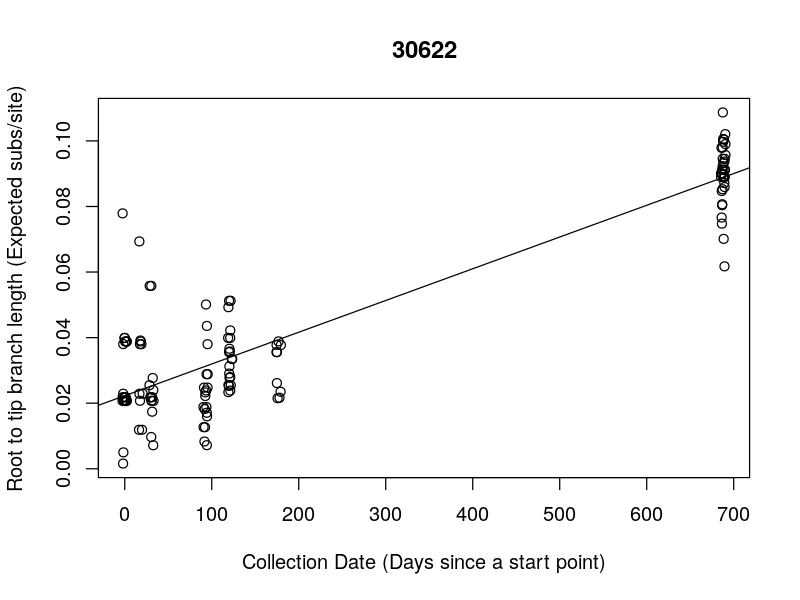 30622
Root to tip branch length (Expected subs/site)
0.10
0.08
0.06
0.04
0.02
0.00
0 100 200 300 400 500 600 700
Collection Date (Days since a start point)